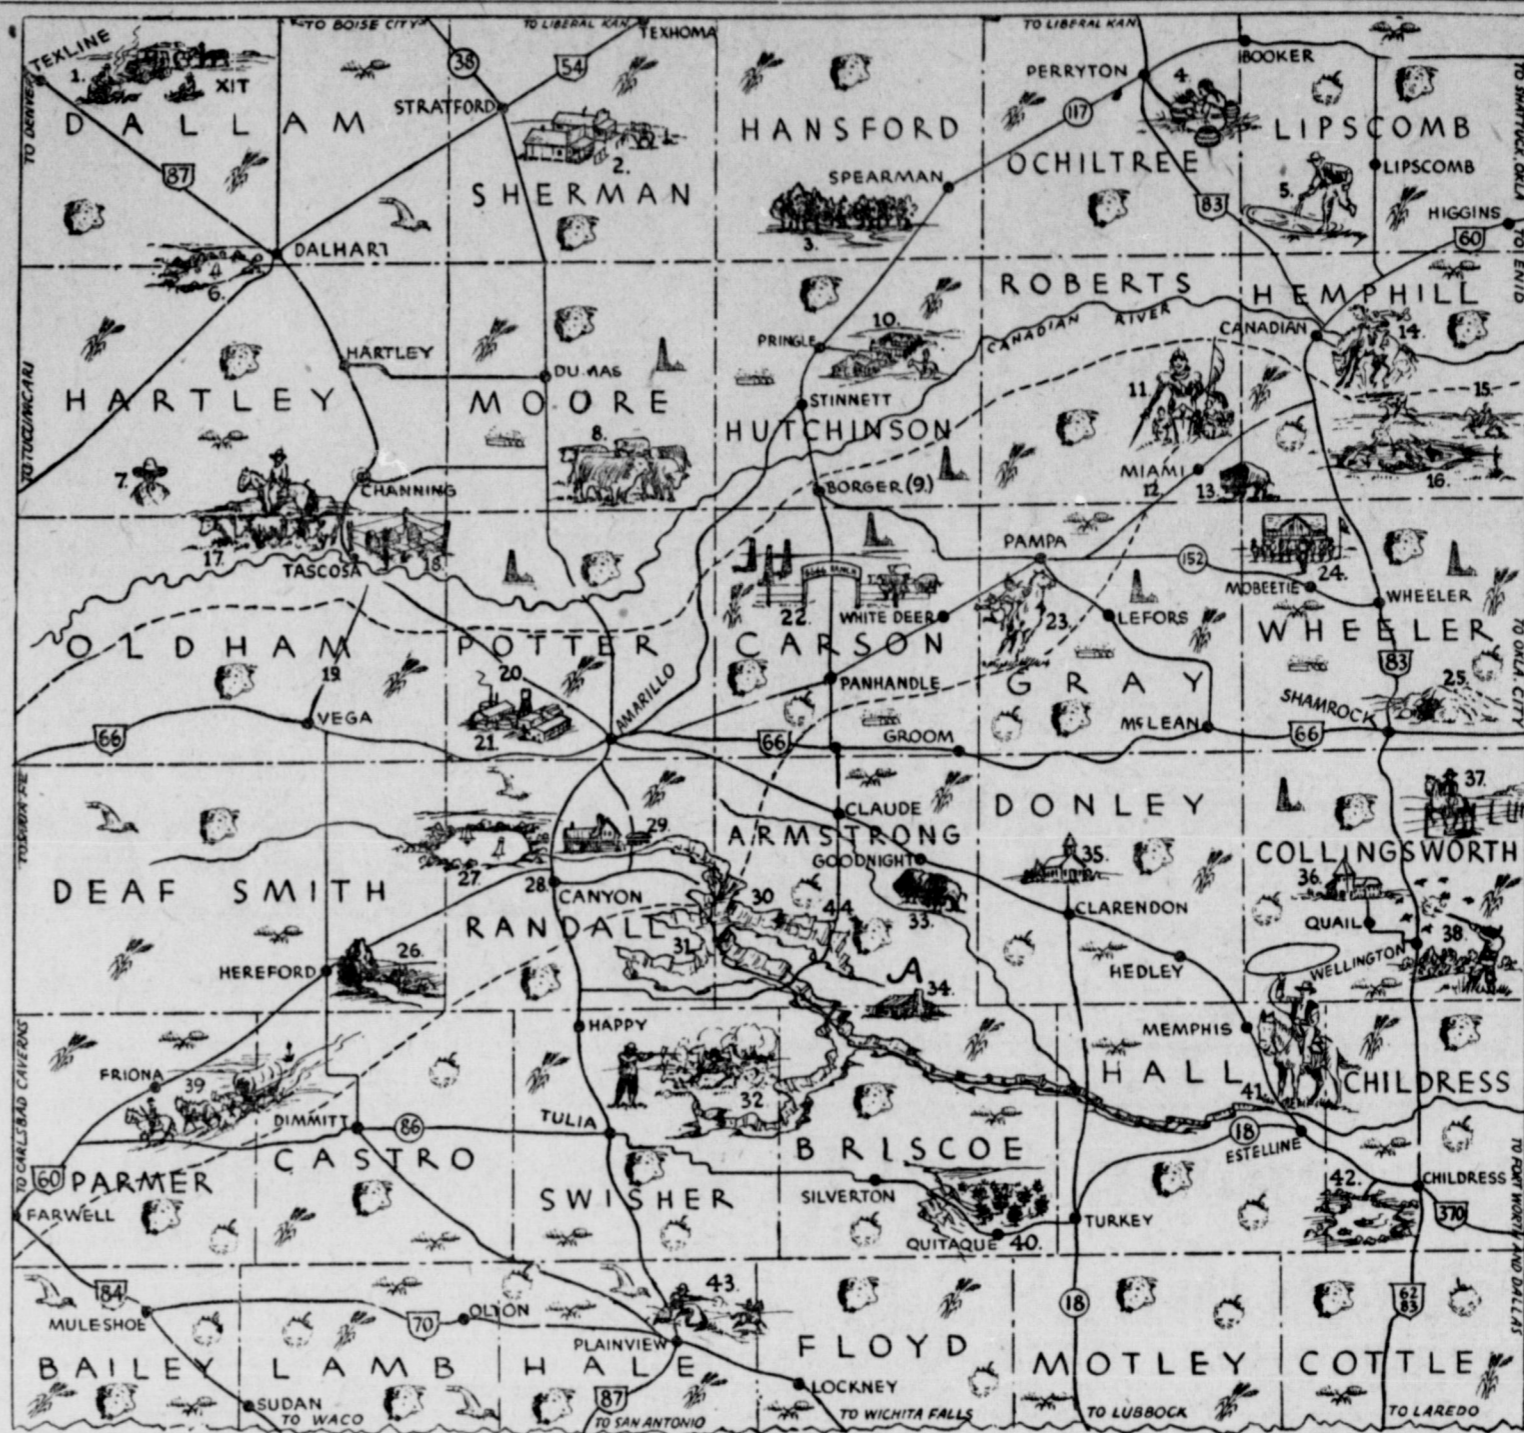 TO BOISE CITY
TO LIBERAL KAN.
TEXHOMA
TO LIBERAL KAN.
TEXLINE
1.
XIT
38
54
BOOKER
PERRYTON
4.
TO DENVER
DALLAM
STRATFORD
117
HANSFORD
LIPSCOMB
TO SHATTUCK, OKLA
2.
87
SHERMAN
SPEARMAN
OCHILTREE
5.
LIPSCOMB
83
HIGGINS
3.
60
DALHART
6.
TO ENID
ROBERTS
HEMPHILL
CANADIAN RIVER
10.
PRINGLE
CANADIAN
14.
HARTLEY
DUMAS
TO TUCUMCARI
HARTLEY
MOORE
STINNETT
11.
15.
HUTCHINSON
8.
7.
MIAMI
12.
13.
16.
CHANNING
BORGER (9.)
17.
TASCOSA
18.
PAMPA
152
24.
MOBEETIE
WHEELER
22.
WHITE DEER
23.
LEFORS
OLDHAM
POTTER
CARSON
WHEELER
TO OKLA. CITY
19.
20.
PANHANDLE
GRAY
83
25.
SHAMROCK
AMARILLO
VEGA
66
21.
66
GROOM
McLEAN
66
TO SANTA FE
37.
CLAUDE
DONLEY
ARMSTRONG
29.
COLLINGSWORTH
GOODNIGHT
35.
27.
36.
28.
CANYON
30
44
33.
CLARENDON
DEAF SMITH
RANDALL
QUAIL
38.
31.
HEREFORD
26.
HEDLEY
WELLINGTON
JA
34.
HAPPY
MEMPHIS
HALL
TO CARLSBAD CAVERNS
FRIONA
39
32
41.
CHILDRESS
DIMMITT
86
TULIA
18
ESTELLINE
BRISCOE
CASTRO
60
PARMER
SWISHER
SILVERTON
42.
CHILDRESS
FARWELL
TURKEY
370
QUITAQUE
40.
TO FORT WORTH AND DALLAS
84
43.
18
62
83
MULESHOE
70
OLTON
PLAINVIEW
FLOYD
BAILEY
LAMB
HALE
MOTLEY
COTTLE
LOCKNEY
SUDAN
87
TO WACO
TO SAN ANTONIO
TO WICHITA FALLS
TO LUBBOCK
TO LAREDO